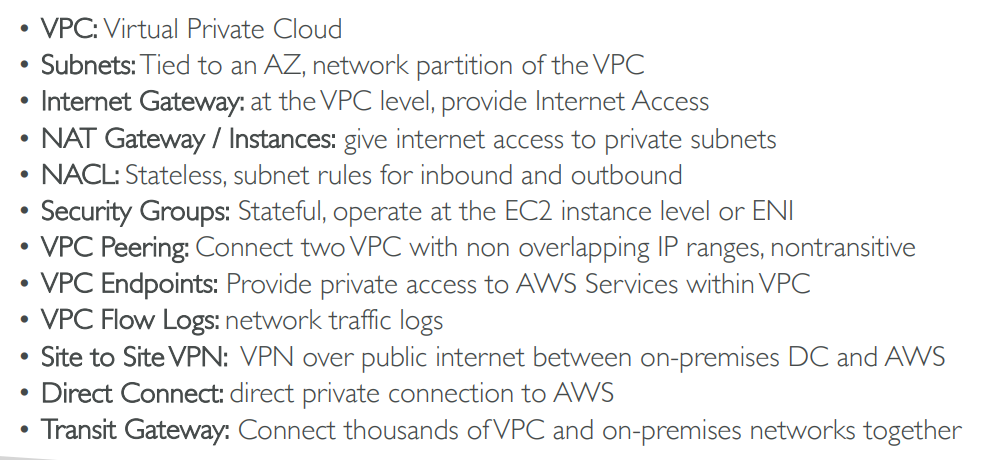 • VPC: Virtual Private Cloud
• Subnets: Tied to an AZ, network partition of the VPC
• Internet Gateway: at the VPC level, provide Internet Access
• NAT Gateway / Instances: give internet access to private subnets
• NACL: Stateless, subnet rules for inbound and outbound
• Security Groups: Stateful, operate at the EC2 instance level or ENI
• VPC Peering: Connect two VPC with non overlapping IP ranges, nontransitive
• VPC Endpoints: Provide private access to AWS Services within VPC
• VPC Flow Logs: network traffic logs
• Site to Site VPN: VPN over public internet between on-premises DC and AWS
• Direct Connect: direct private connection to AWS
• Transit Gateway: Connect thousands of VPC and on-premises networks together